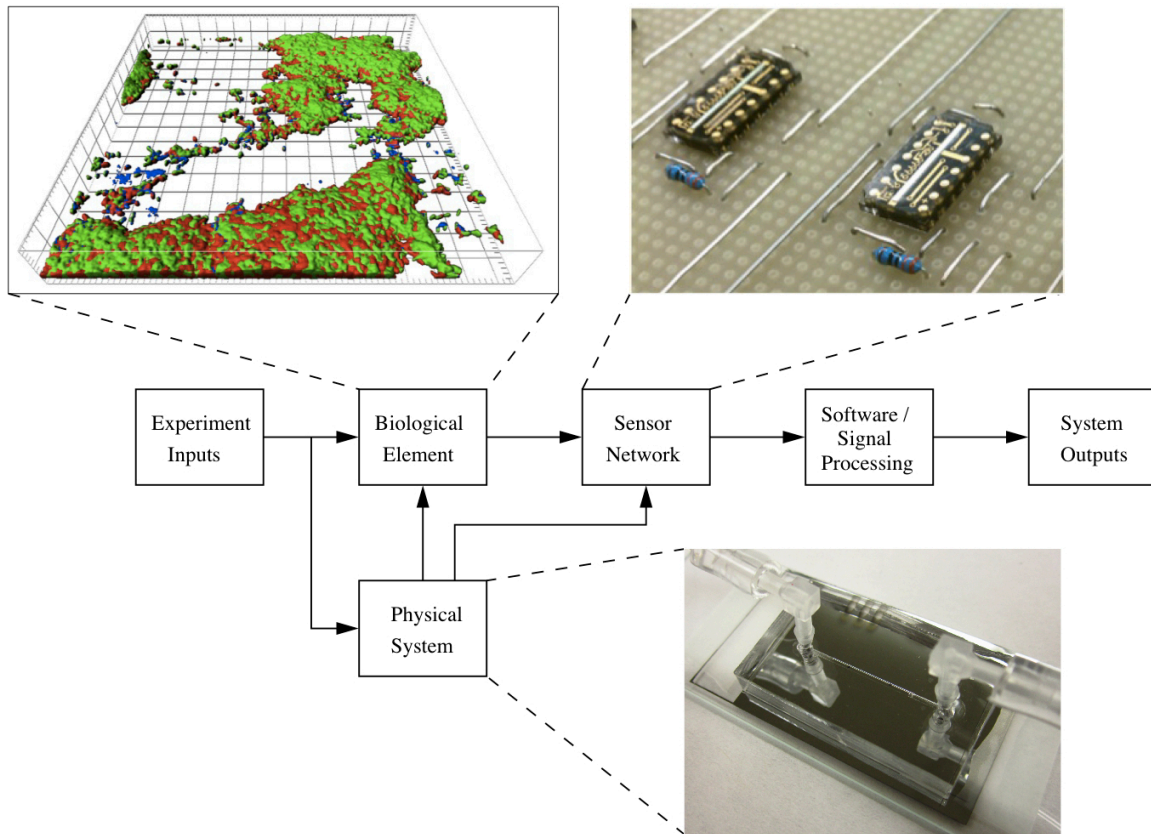 Experiment
Inputs
Biological
Element
Sensor
Network
Software /
Signal
Processing
System
Outputs
Physical
System